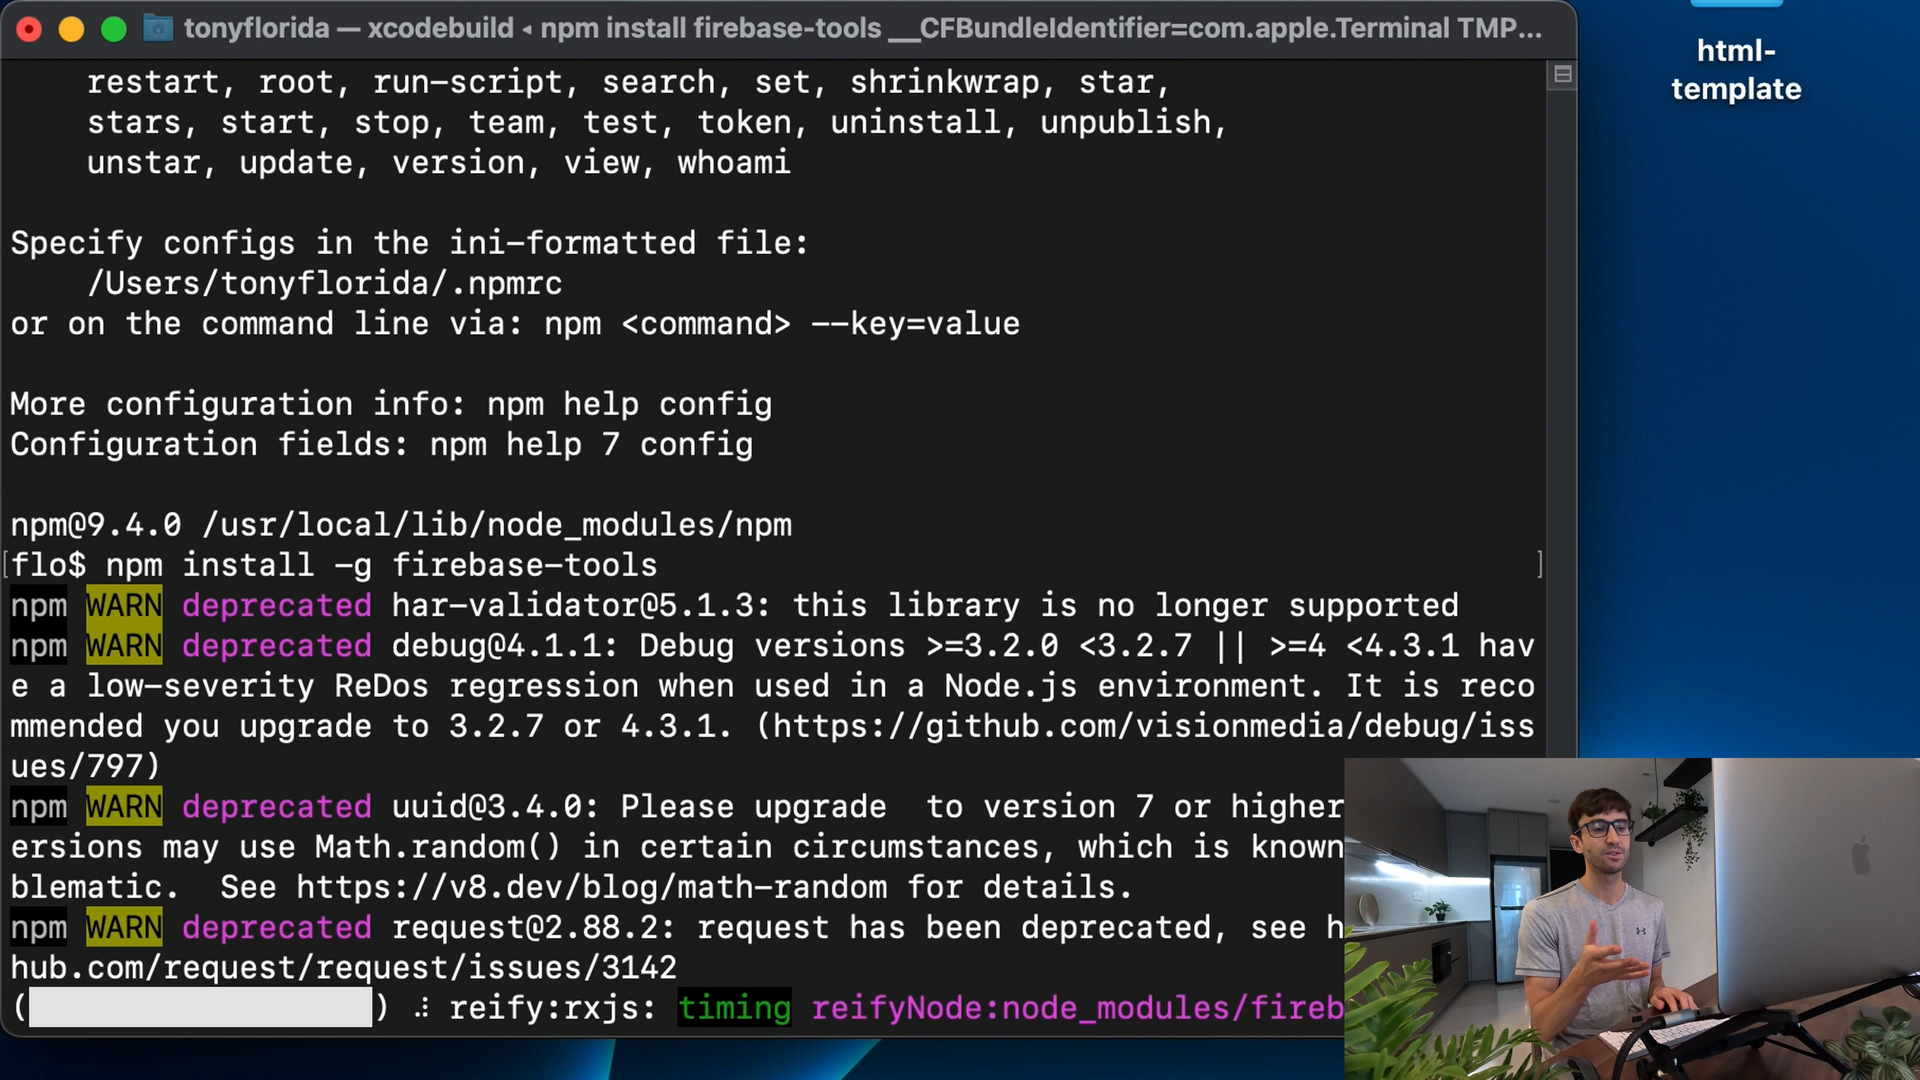 tonyflorida — xcodebuild ◂ npm install firebase-tools __CFBundleIdentifier=com.apple.Terminal TMP...
html-
template
restart, root, run-script, search, set, shrinkwrap, star,
stars, start, stop, team, test, token, uninstall, unpublish,
unstar, update, version, view, whoami
Specify configs in the ini-formatted file:
/Users/tonyflorida/.npmrc
or on the command line via: npm <command> --key=value
More configuration info: npm help config
Configuration fields: npm help 7 config
npm@9.4.0 /usr/local/lib/node_modules/npm
[flo$ npm install -g firebase-tools ]
npm WARN deprecated har-validator@5.1.3: this library is no longer supported
npm WARN deprecated debug@4.1.1: Debug versions >=3.2.0 <3.2.7 || >=4 <4.3.1 hav
e a low-severity ReDos regression when used in a Node.js environment. It is reco
mmended you upgrade to 3.2.7 or 4.3.1. (https://github.com/visionmedia/debug/iss
ues/797)
npm WARN deprecated uuid@3.4.0: Please upgrade  to version 7 or higher
ersions may use Math.random() in certain circumstances, which is known
blematic.  See https://v8.dev/blog/math-random for details.
npm WARN deprecated request@2.88.2: request has been deprecated, see h
hub.com/request/request/issues/3142
( ) ⠼ reify:rxjs: timing reifyNode:node_modules/fireb